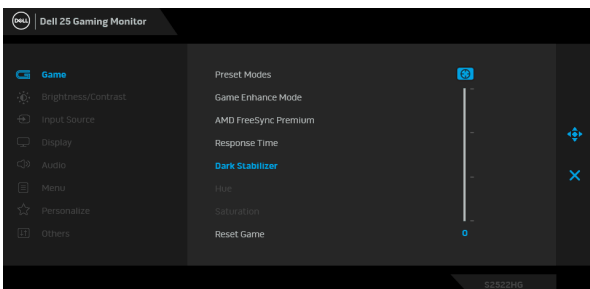 DELL
Dell 25 Gaming Monitor
Game
Brightness/Contrast
Input Source
Display
Audio
Menu
Personalize
Others
Preset Modes
Game Enhance Mode
AMD FreeSync Premium
Response Time
Dark Stabilizer
Hue
Saturation
Reset Game
0
S2522HG